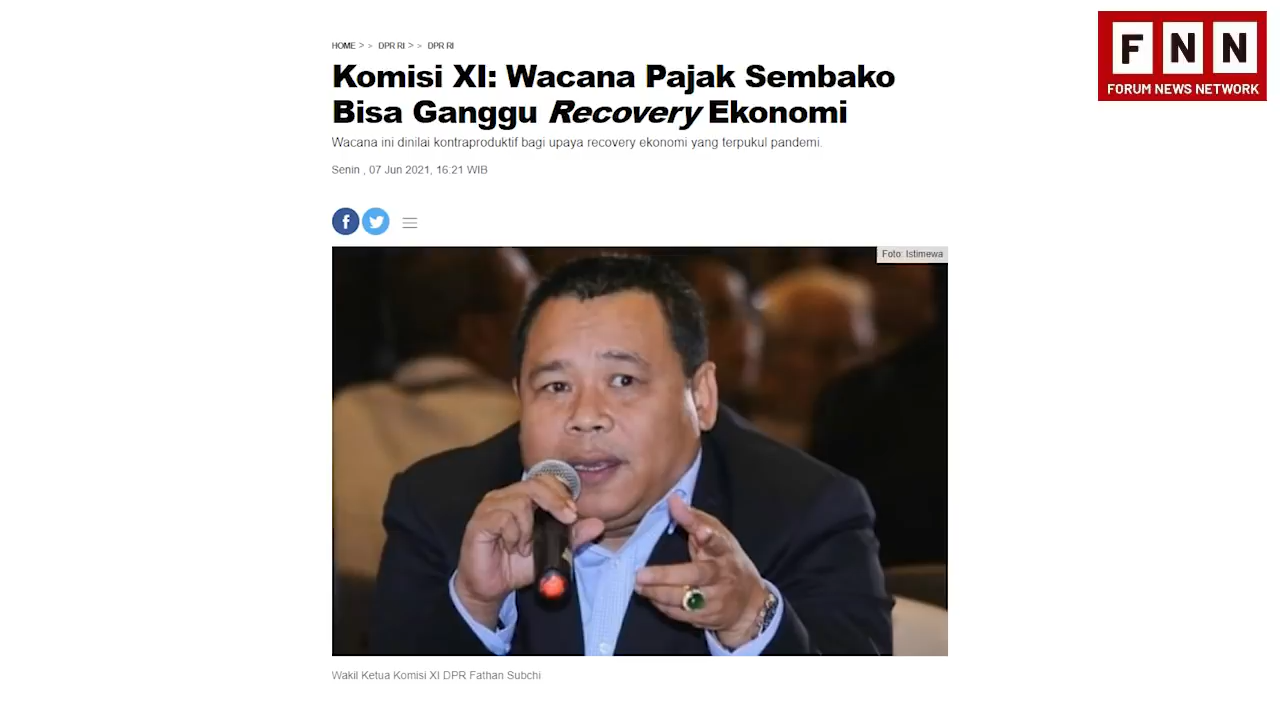 FNN
FORUM NEWS NETWORK
HOME > > DPR RI > > DPR RI
Komisi XI: Wacana Pajak Sembako
Bisa Ganggu Recovery Ekonomi
Wacana ini dinilai kontraproduktif bagi upaya recovery ekonomi yang terpukul pandemi.
Senin , 07 Jun 2021, 16:21 WIB
Foto: Istimewa
Wakil Ketua Komisi XI DPR Fathan Subchi